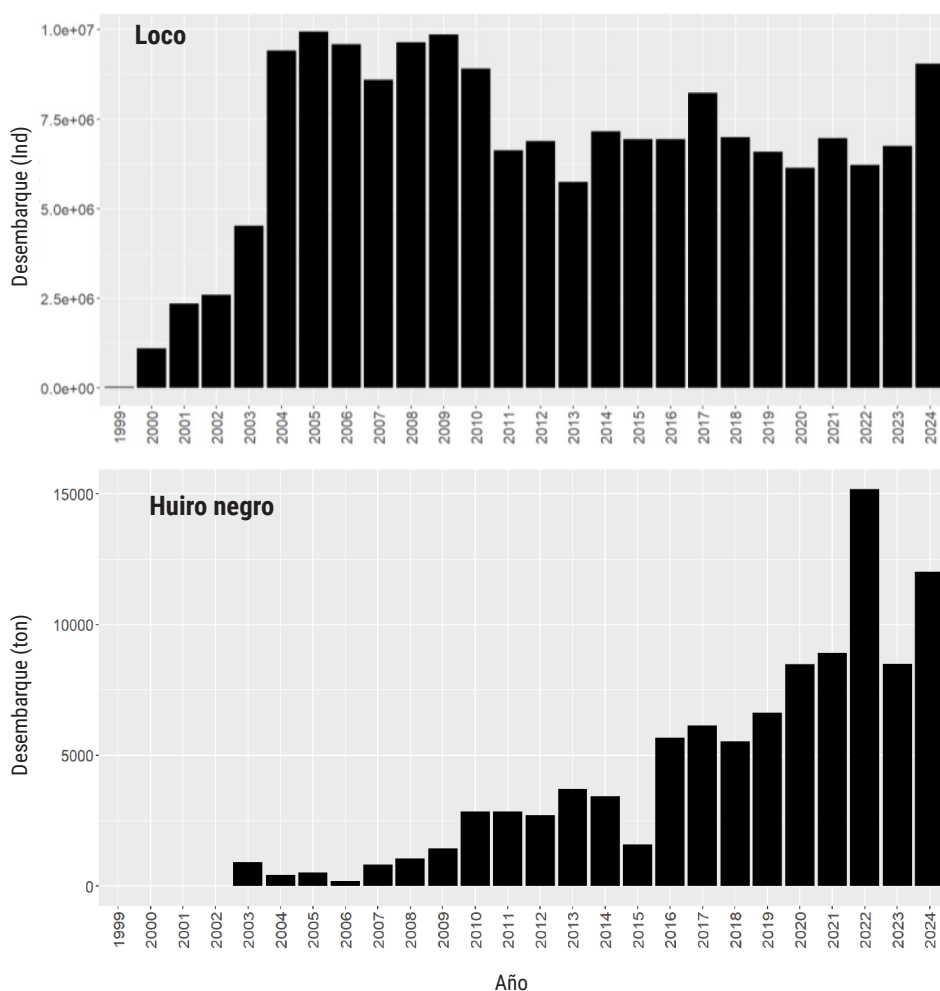 Loco
Desembarque (Ind)
1.0e+07
7.5e+06
5.0e+06
2.5e+06
0.0e+00
1999 2000 2001 2002 2003 2004 2005 2006 2007 2008 2009 2010 2011 2012 2013 2014 2015 2016 2017 2018 2019 2020 2021 2022 2023 2024
Huiro negro
Desembarque (ton)
15000
10000
5000
0
1999 2000 2001 2002 2003 2004 2005 2006 2007 2008 2009 2010 2011 2012 2013 2014 2015 2016 2017 2018 2019 2020 2021 2022 2023 2024
Año